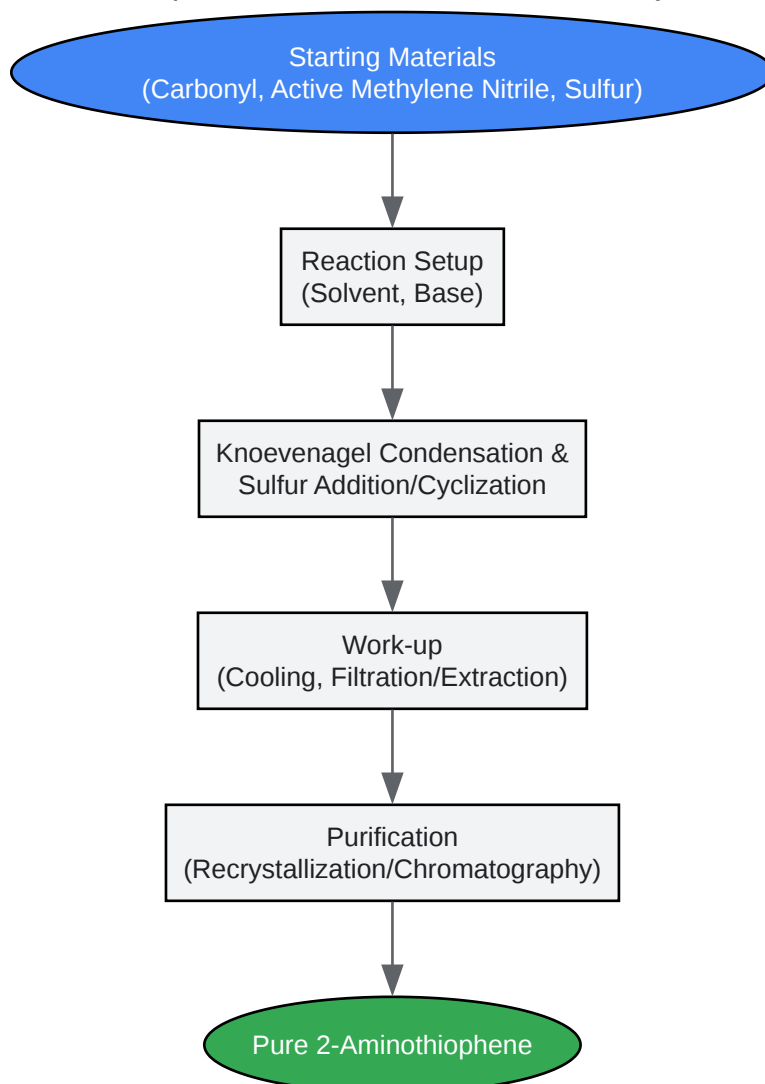 Starting Materials
(Carbonyl, Active Methylene Nitrile, Sulfur)
Reaction Setup
(Solvent, Base)
Knoevenagel Condensation &
Sulfur Addition/Cyclization
Work-up
(Cooling, Filtration/Extraction)
Purification
(Recrystallization/Chromatography)
Pure 2-Aminothiophene